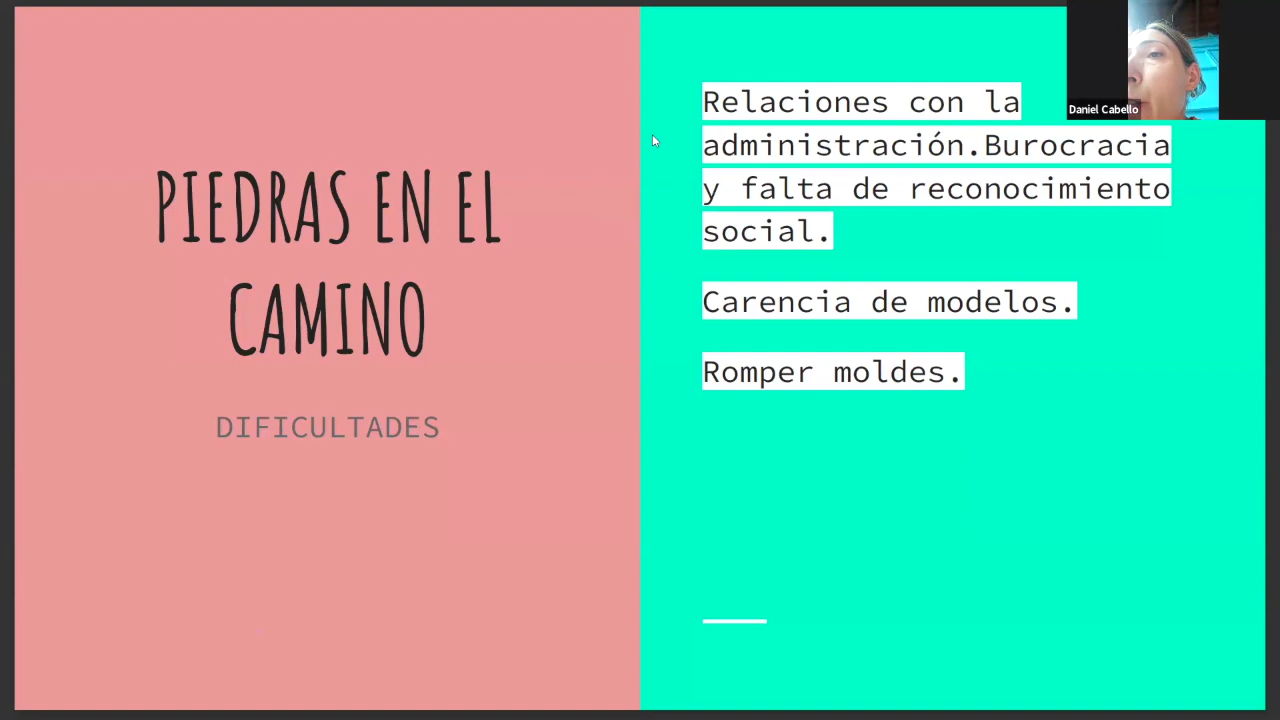 PIEDRAS EN EL
CAMINO
DIFICULTADES
Relaciones con la
administración.Burocracia
y falta de reconocimiento
social.
Carencia de modelos.
Romper moldes.
Daniel Cabello